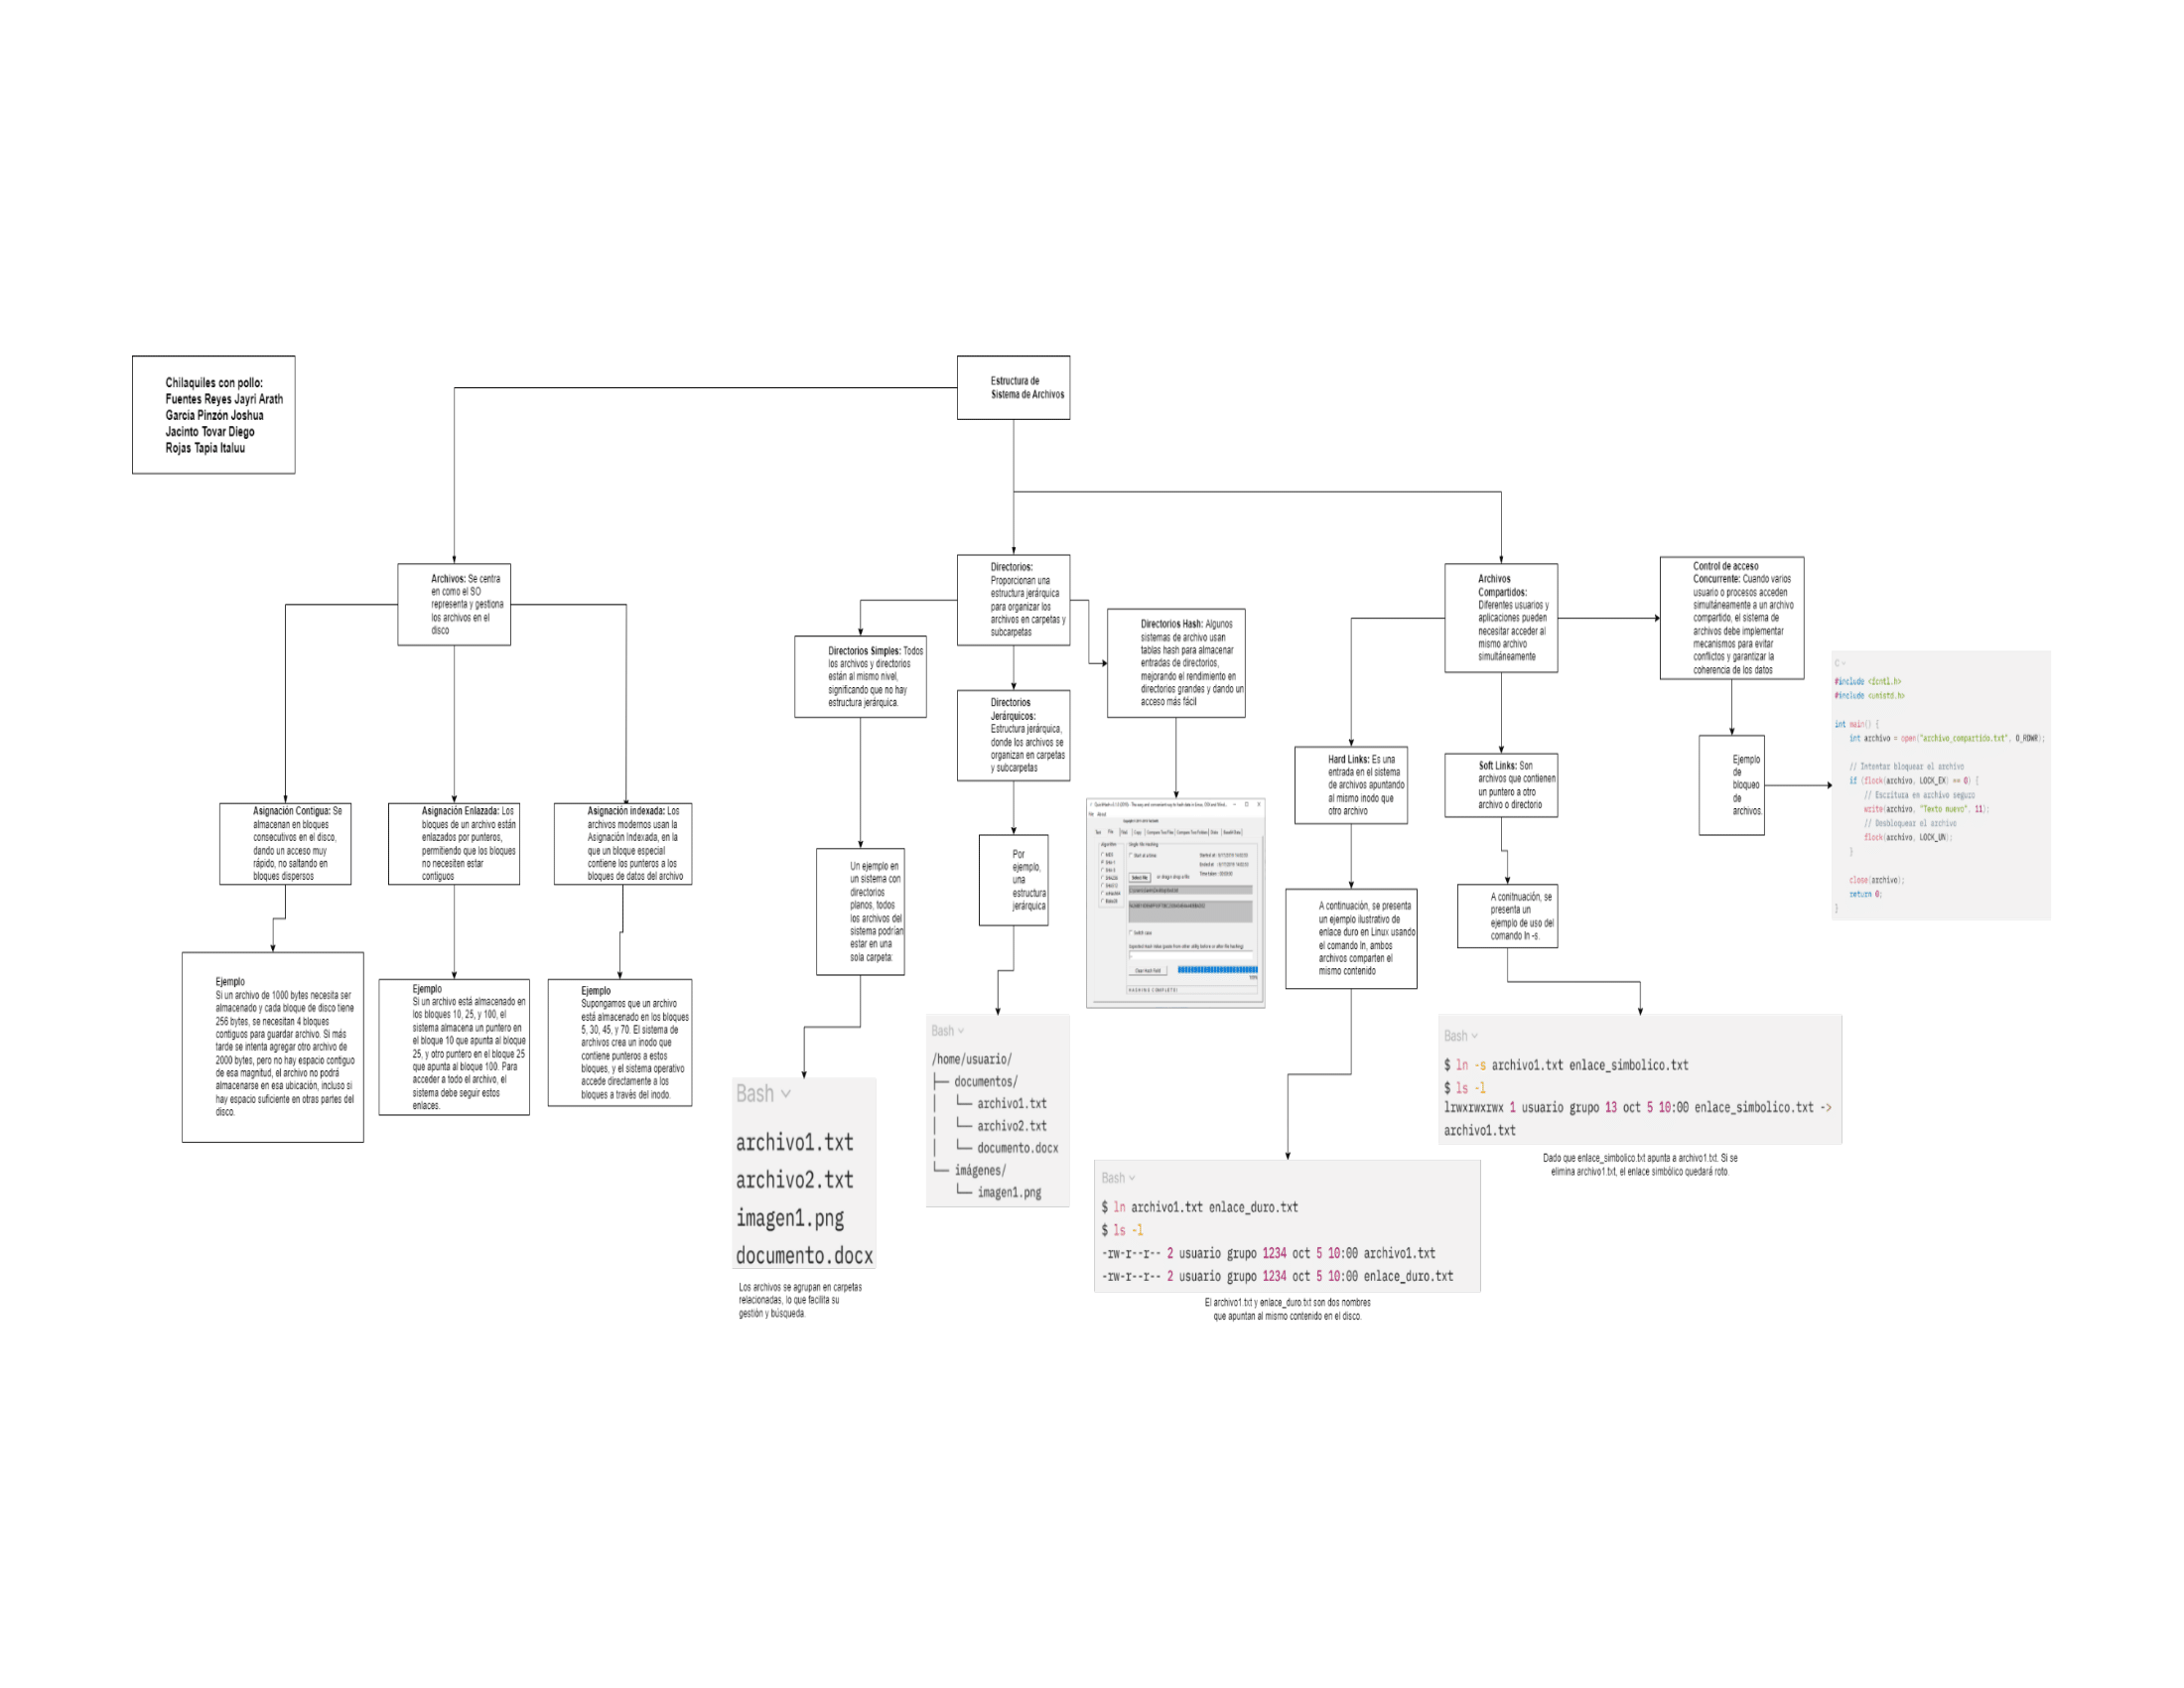 Chilaquiles con pollo:
Fuentes Reyes Jayri Arath
García Pinzón Joshua
Jacinto Tovar Diego
Rojas Tapia Italuu
Estructura de
Sistema de Archivos
Archivos: Se centra
en como el SO
representa y gestiona
los archivos en el
disco
Directorios:
Proporcionan una
estructura jerárquica
para organizar los
archivos en carpetas y
subcarpetas
Archivos
Compartidos:
Diferentes usuarios y
aplicaciones pueden
necesitar acceder al
mismo archivo
simultáneamente
Control de acceso
Concurrente: Cuando varios
usuario o procesos acceden
simultáneamente a un archivo
compartido, el sistema de
archivos debe implementar
mecanismos para evitar
conflictos y garantizar la
coherencia de los datos
Directorios Simples: Todos
los archivos y directorios
están al mismo nivel,
significando que no hay
estructura jerárquica.
Directorios
Jerárquicos:
Estructura jerárquica,
donde los archivos se
organizan en carpetas
y subcarpetas
Directorios Hash: Algunos
sistemas de archivo usan
tablas hash para almacenar
entradas de directorios,
mejorando el rendimiento en
directorios grandes y dando un
acceso más fácil
Hard Links: Es una
entrada en el sistema
de archivos apuntando
al mismo inodo que
otro archivo
Soft Links: Son
archivos que contienen
un puntero a otro
archivo o directorio
Ejemplo
de
bloqueo
de
archivos.
C
#include <fcntl.h>
#include <unistd.h>
int main() {
int archivo = open("archivo_compartido.txt", O_RDWR);
// Intentar bloquear el archivo
if (flock(archivo, LOCK_EX) == 0) {
// Escritura en archivo seguro
write(archivo, "Texto nuevo", 11);
// Desbloquear el archivo
flock(archivo, LOCK_UN);
}
close(archivo);
return 0;
}
Asignación Contigua: Se
almacenan en bloques
consecutivos en el disco,
dando un acceso muy
rápido, no saltando en
bloques dispersos
Asignación Enlazada: Los
bloques de un archivo están
enlazados por punteros,
permitiendo que los bloques
no necesiten estar
contiguos
Asignación indexada: Los
archivos modernos usan la
Asignación Indexada, en la
que un bloque especial
contiene los punteros a los
bloques de datos del archivo
Ejemplo
Si un archivo de 1000 bytes necesita ser
almacenado y cada bloque de disco tiene
256 bytes, se necesitan 4 bloques
contiguos para guardar archivo. Si más
tarde se intenta agregar otro archivo de
2000 bytes, pero no hay espacio contiguo
de esa magnitud, el archivo no podrá
almacenarse en esa ubicación, incluso si
hay espacio suficiente en otras partes del
disco.
Ejemplo
Si un archivo está almacenado en
los bloques 10, 25, y 100, el
sistema almacena un puntero en
el bloque 10 que apunta al bloque
25, y otro puntero en el bloque 25
que apunta al bloque 100. Para
acceder a todo el archivo, el
sistema debe seguir estos
enlaces.
Ejemplo
Supongamos que un archivo
está almacenado en los bloques
5, 30, 45, y 70. El sistema de
archivos crea un inodo que
contiene punteros a estos
bloques, y el sistema operativo
accede directamente a los
bloques a través del inodo.
Un ejemplo en
un sistema con
directorios
planos, todos
los archivos del
sistema podrían
estar en una
sola carpeta:
Por
ejemplo,
una
estructura
jerárquica
A continuación, se presenta
un ejemplo ilustrativo de
enlace duro en Linux usando
el comando ln, ambos
archivos comparten el
mismo contenido
A conitnuación, se
presenta un
ejemplo de uso del
comando ln -s.
Bash
archivo1.txt
archivo2.txt
imagen1.png
documento.docx
Los archivos se agrupan en carpetas
relacionadas, lo que facilita su
gestión y búsqueda.
Bash
/home/usuario/
├── documentos/
│ └── archivo1.txt
│ └── archivo2.txt
│ └── documento.docx
└── imágenes/
└── imagen1.png
Bash
$ ln archivo1.txt enlace_duro.txt
$ ls -l
-rw-r--r-- 2 usuario grupo 1234 oct 5 10:00 archivo1.txt
-rw-r--r-- 2 usuario grupo 1234 oct 5 10:00 enlace_duro.txt
El archivo1.txt y enlace_duro.txt son dos nombres
que apuntan al mismo contenido en el disco.
Bash
$ ln -s archivo1.txt enlace_simbolico.txt
$ ls -l
lrwxrwxrwx 1 usuario grupo 13 oct 5 10:00 enlace_simbolico.txt ->
archivo1.txt
Dado que enlace_simbolico.txt apunta a archivo1.txt. Si se
elimina archivo1.txt, el enlace simbólico quedará roto.